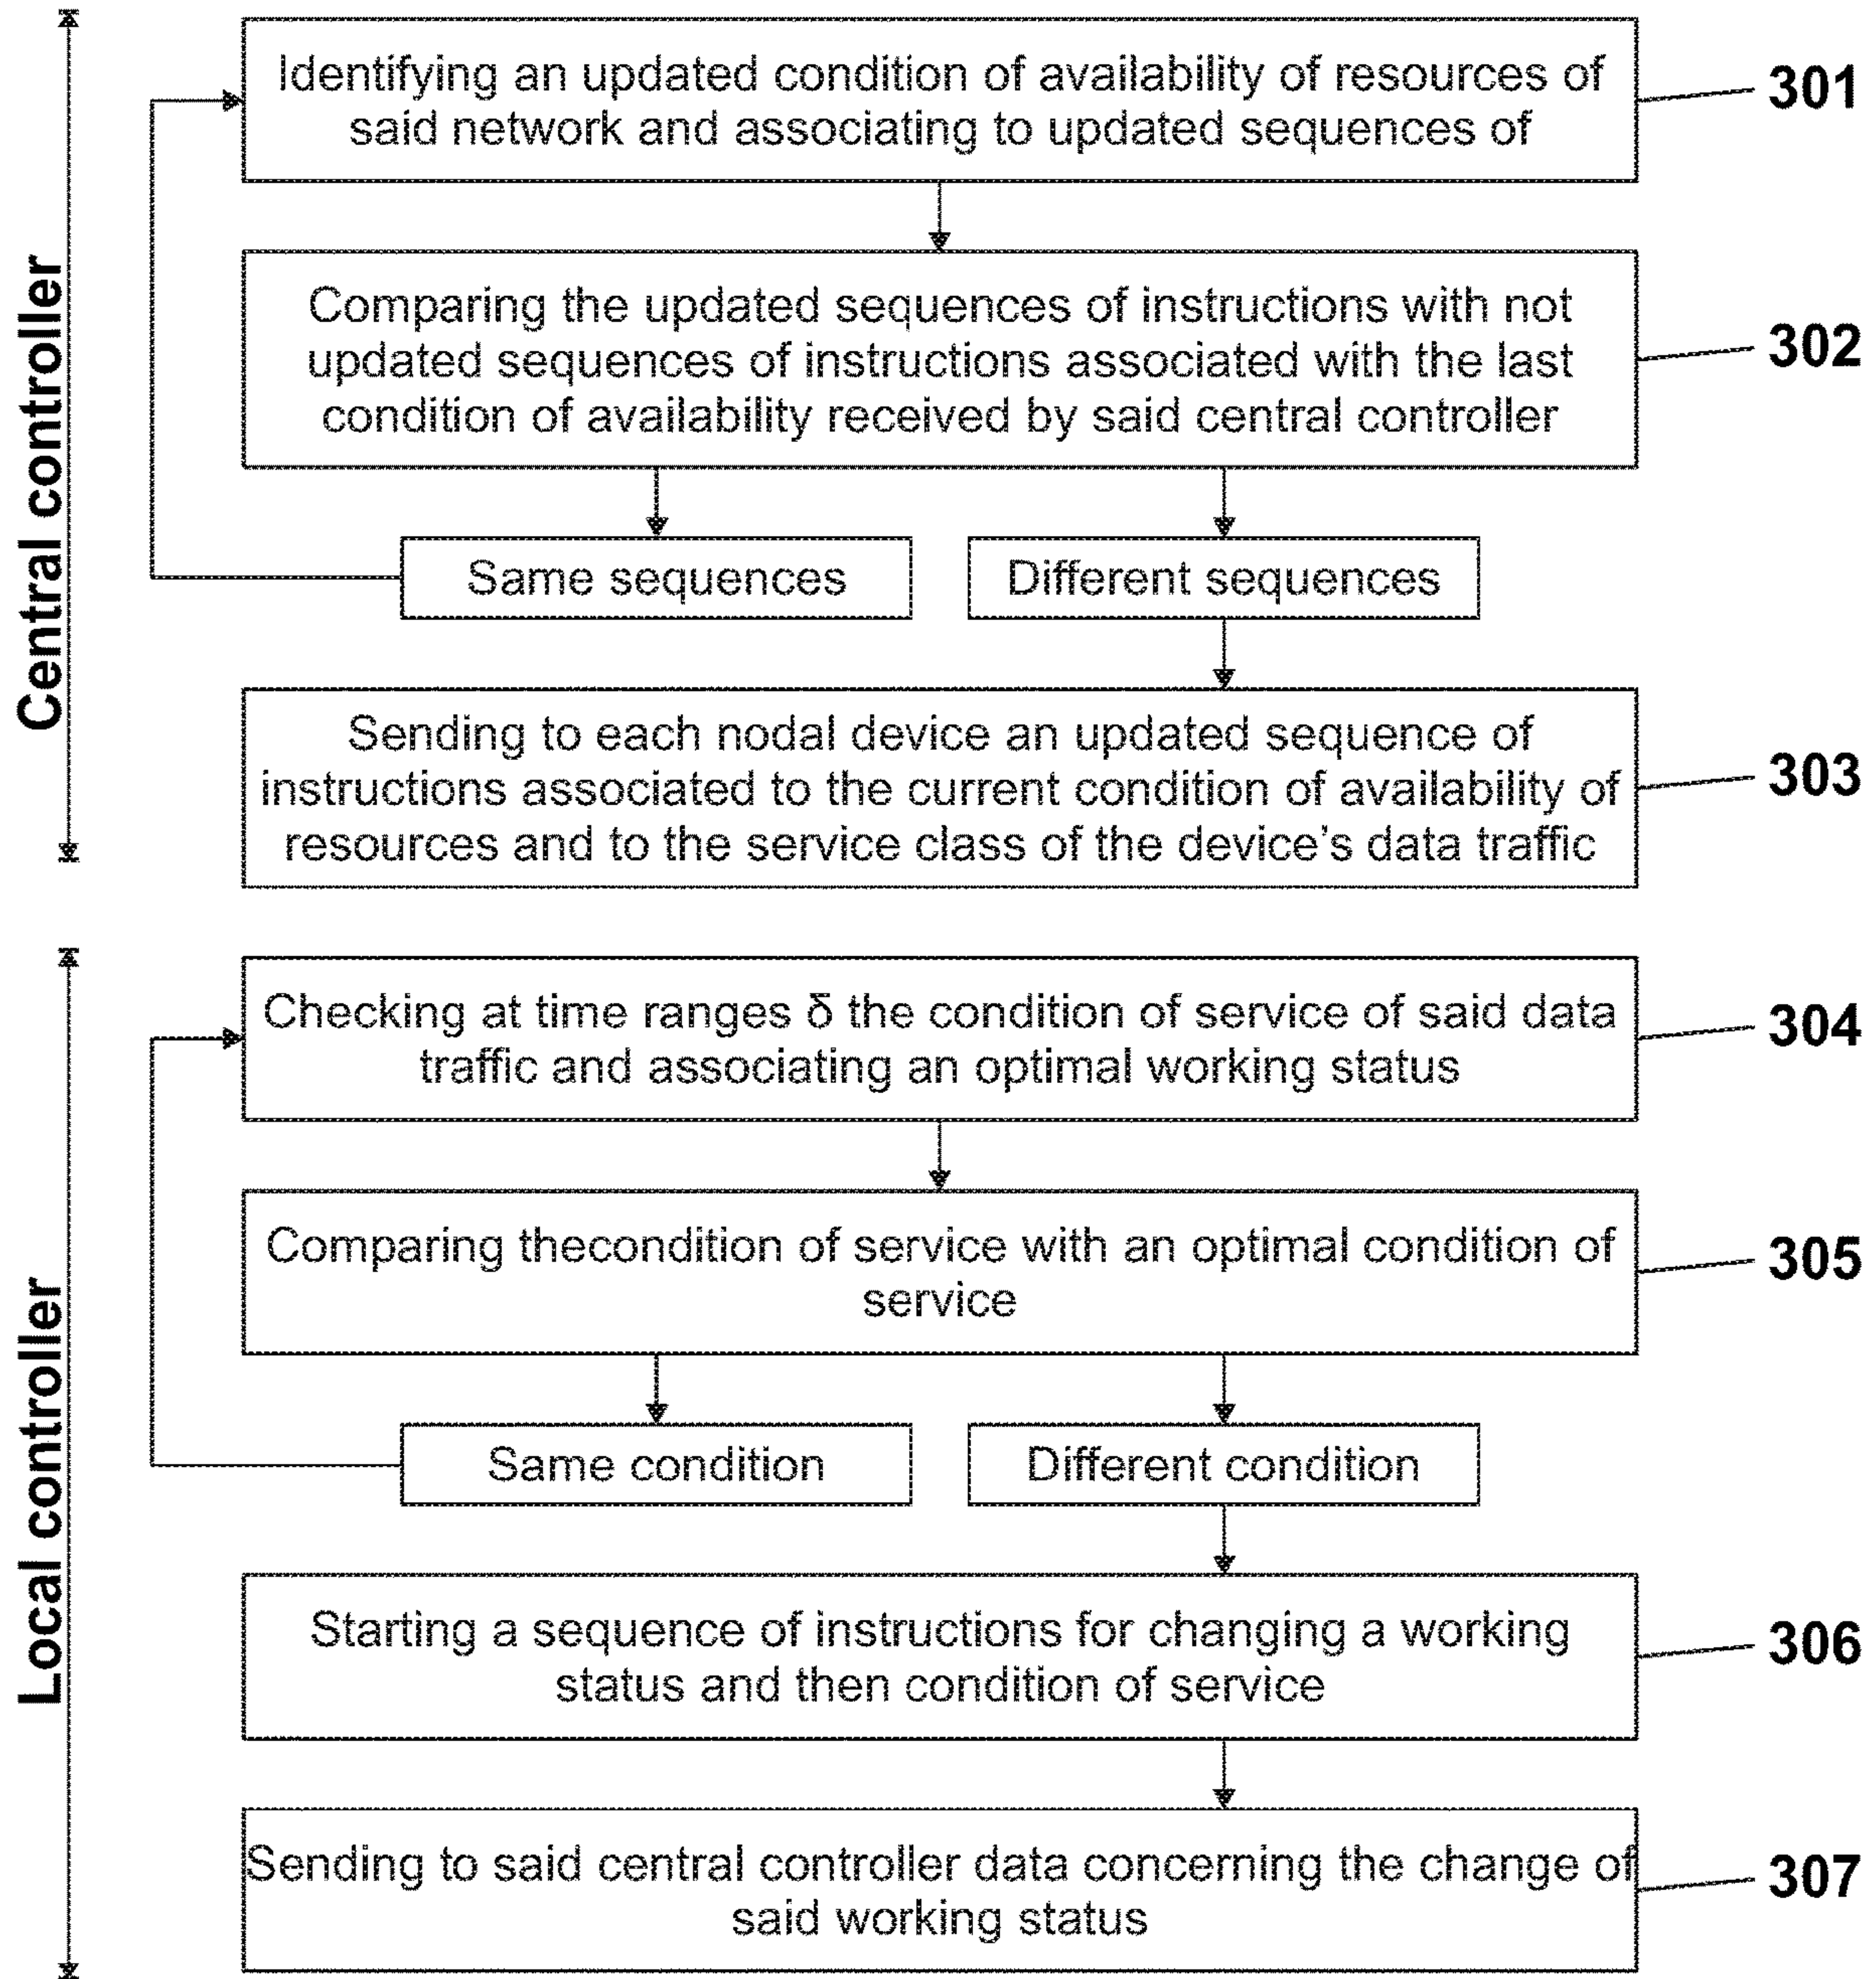 Central controller
Identifying an updated condition of availability of resources of
said network and associating to updated sequences of
301
Comparing the updated sequences of instructions with not
updated sequences of instructions associated with the last
condition of availability received by said central controller
302
Same sequences
Different sequences
Sending to each nodal device an updated sequence of
instructions associated to the current condition of availability of
resources and to the service class of the device's data traffic
303
Local controller
Checking at time ranges δ the condition of service of said data
traffic and associating an optimal working status
304
Comparing thecondition of service with an optimal condition of
service
305
Same condition
Different condition
Starting a sequence of instructions for changing a working
status and then condition of service
306
Sending to said central controller data concerning the change of
said working status
307